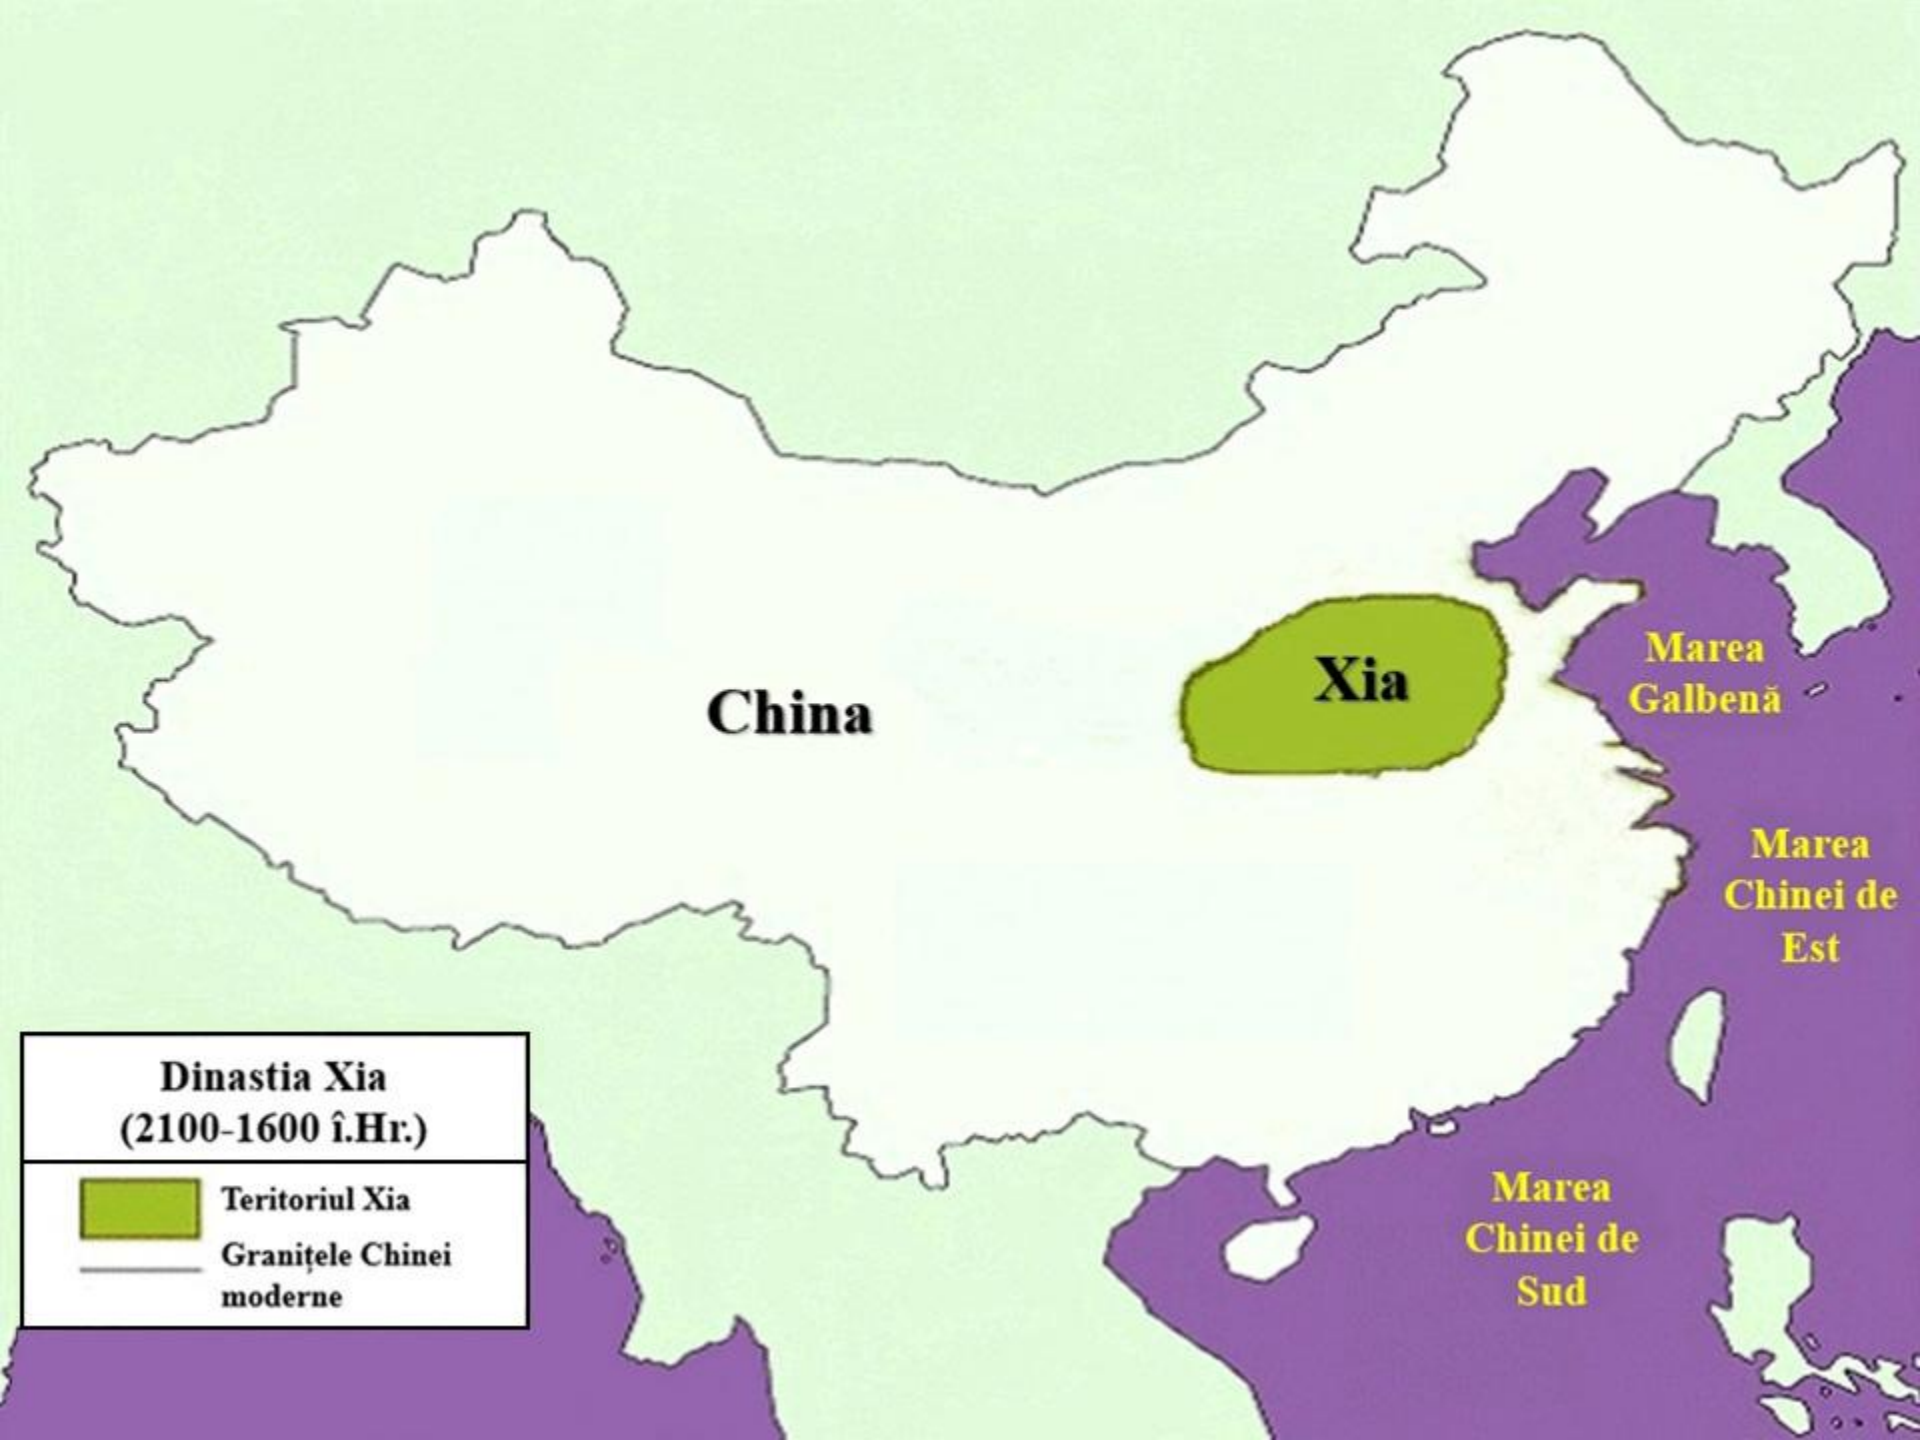 China
Xia
Marea
Galbenă
Marea
Chinei de
Est
Marea
Chinei de
Sud
Dinastia Xia
(2100-1600 î.Hr.)
Teritoriul Xia
Granițele Chinei
moderne